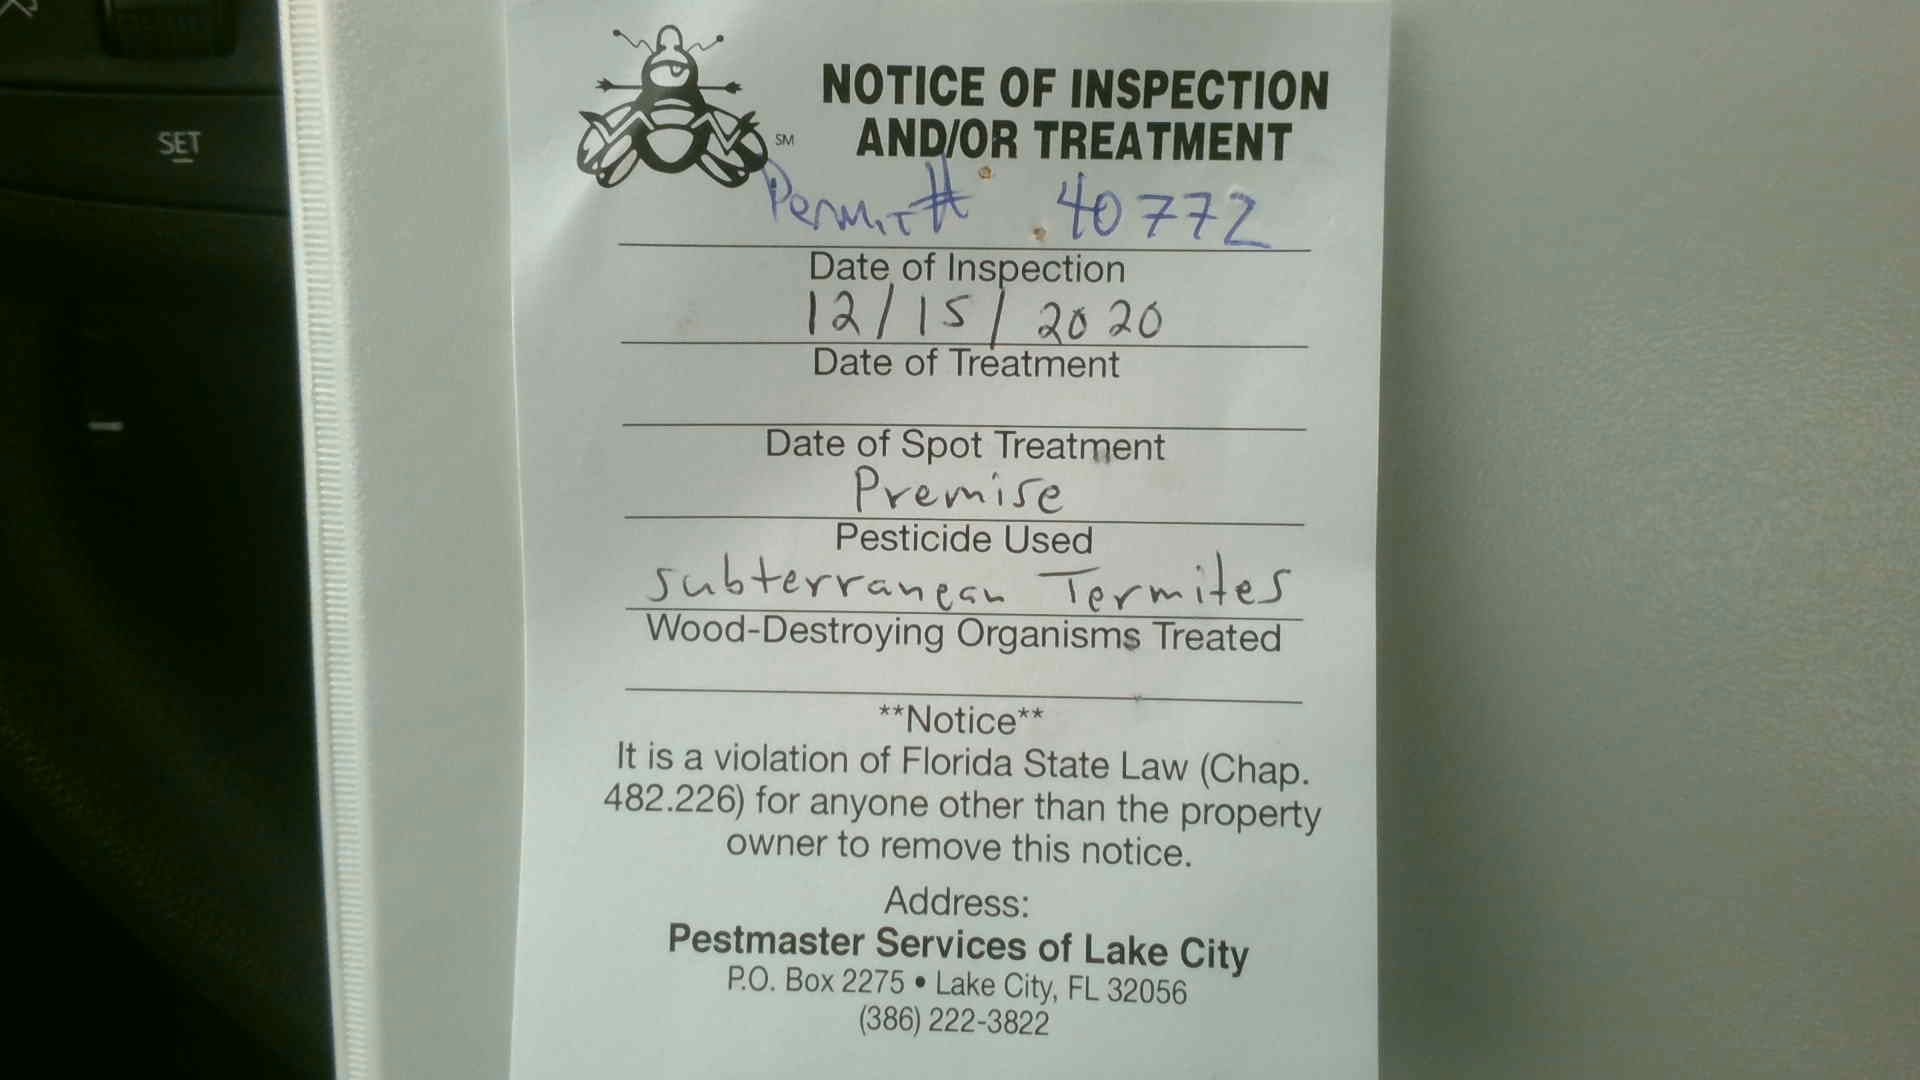 SET
SM
NOTICE OF INSPECTION
AND/OR TREATMENT
Permit # 40772
Date of Inspection
12/15/2020
Date of Treatment
Date of Spot Treatment
Premise
Pesticide Used
Subterranean Termites
Wood-Destroying Organisms Treated
**Notice**
It is a violation of Florida State Law (Chap.
482.226) for anyone other than the property
owner to remove this notice.
Address:
Pestmaster Services of Lake City
P.O. Box 2275 • Lake City, FL 32056
(386) 222-3822